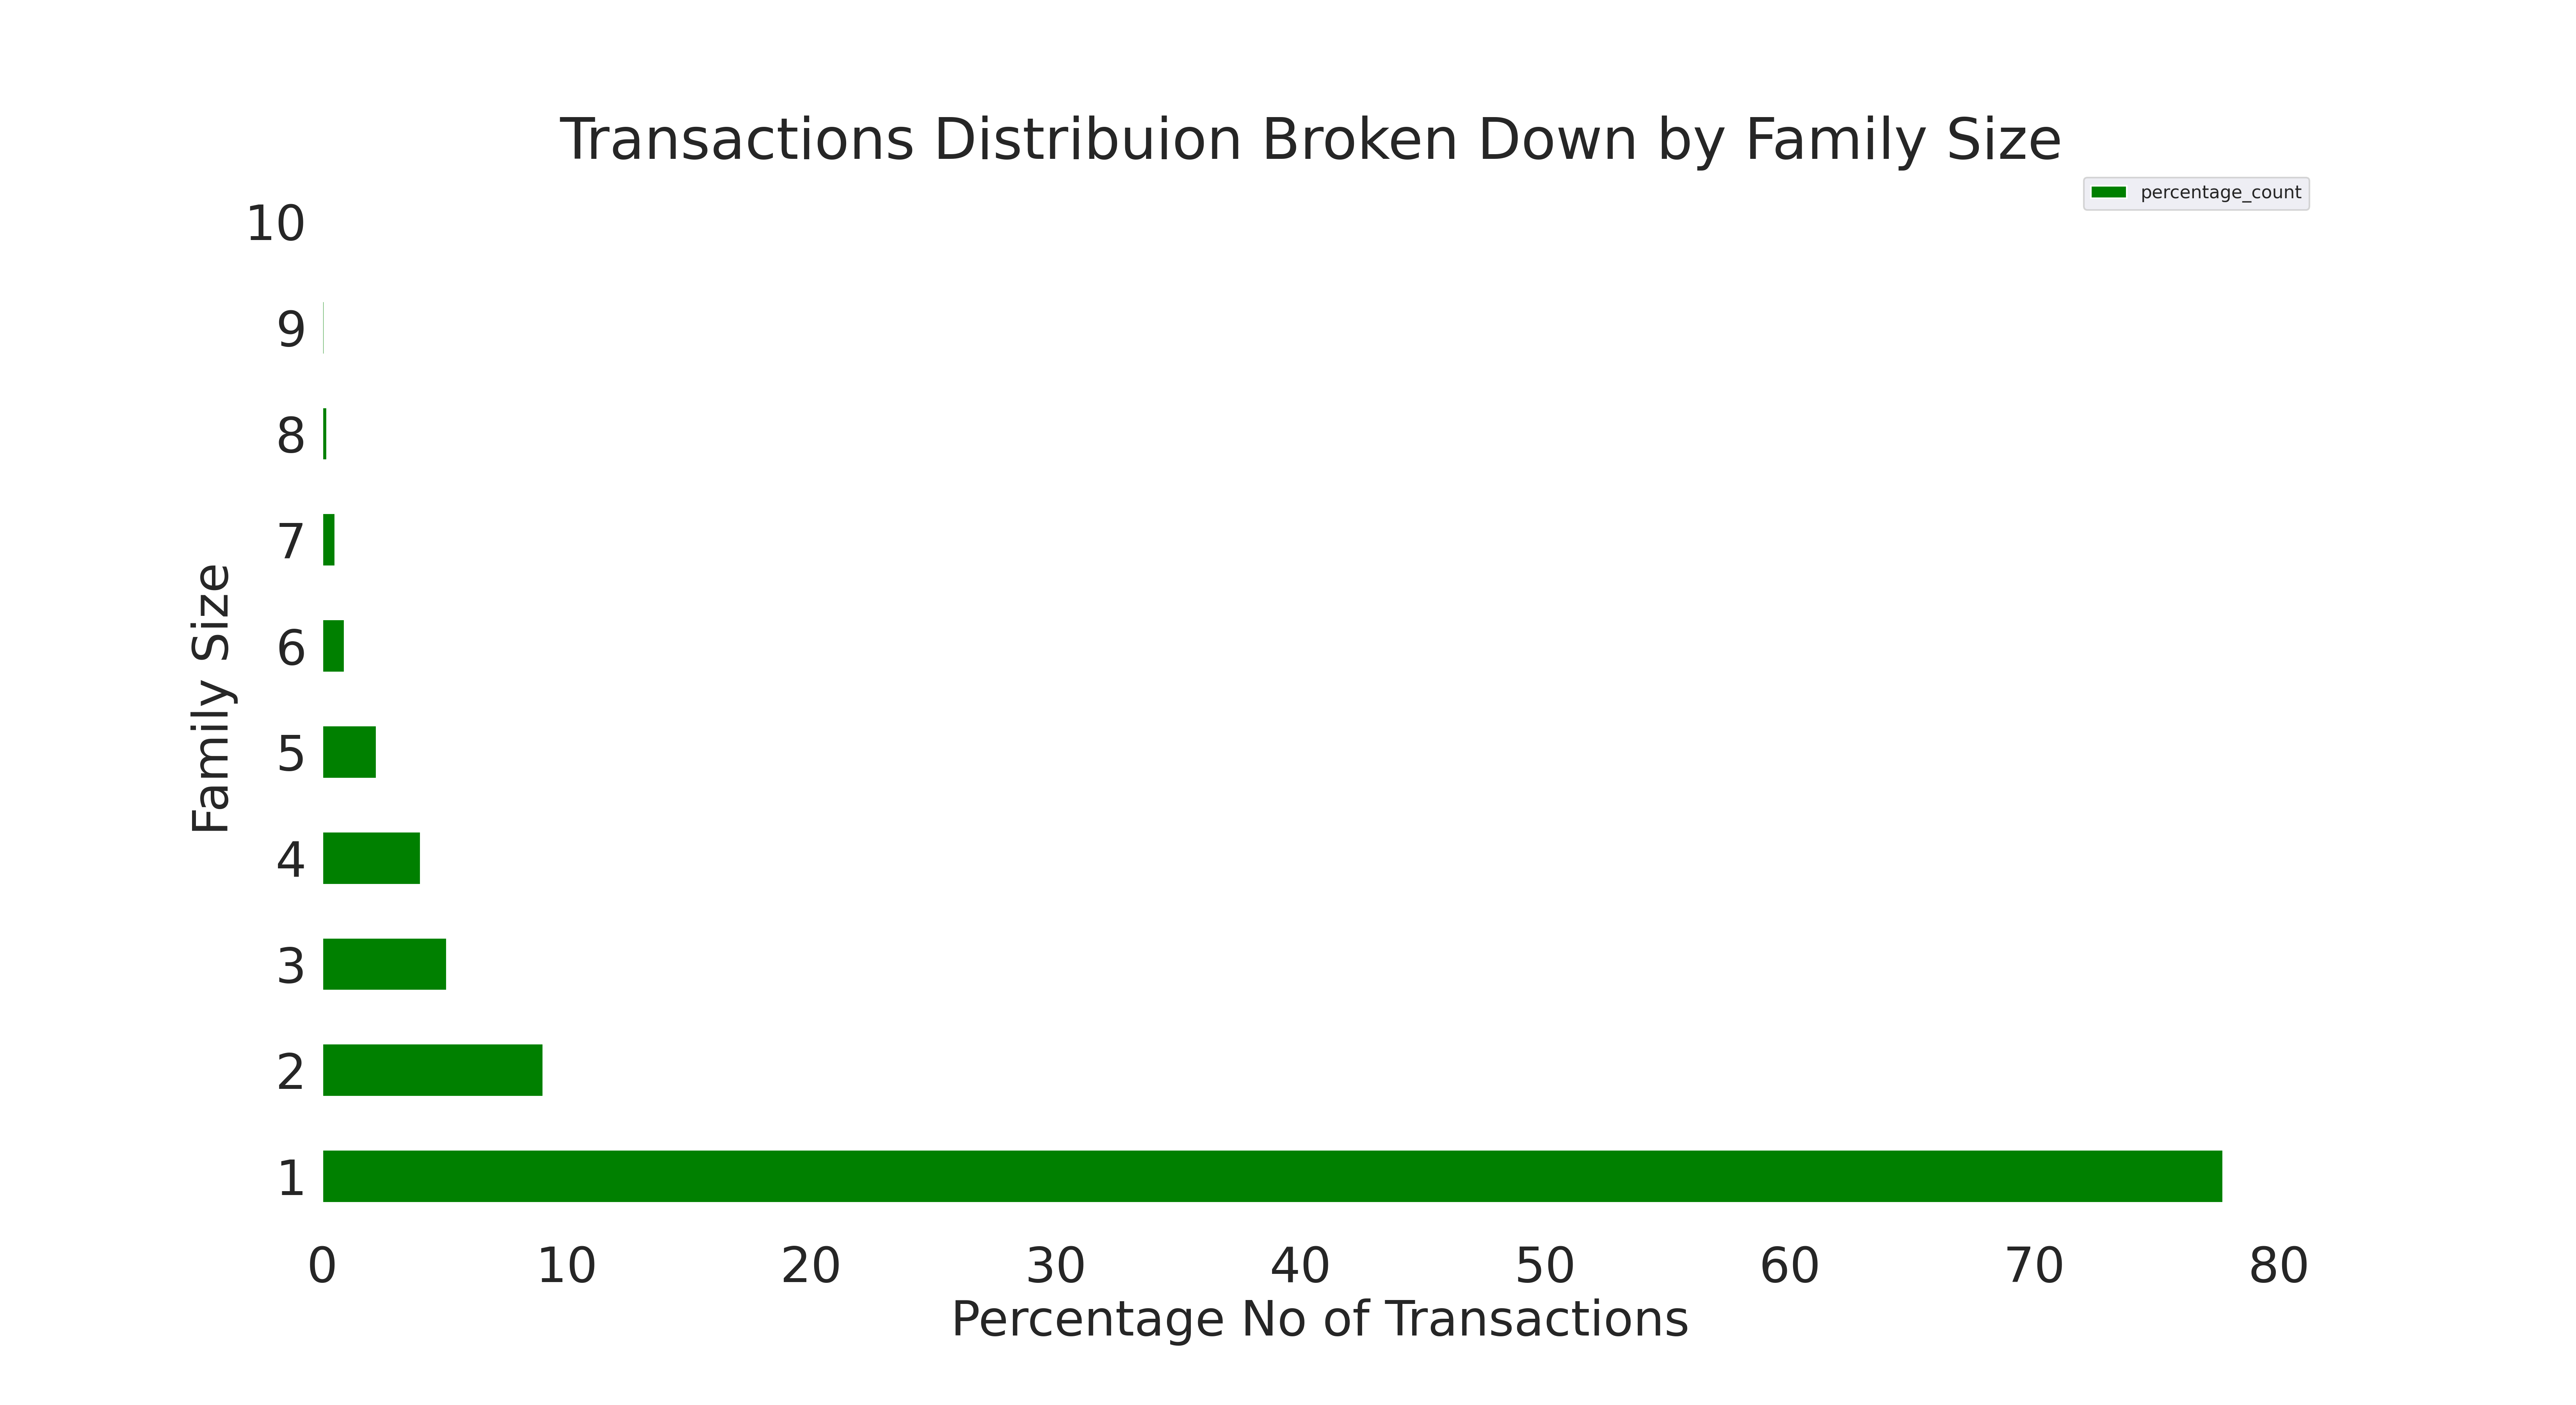 Transactions Distribuion Broken Down by Family Size
percentage_count
10
9
8
7
6
5
4
3
2
1
Family Size
0 10 20 30 40 50 60 70 80
Percentage No of Transactions